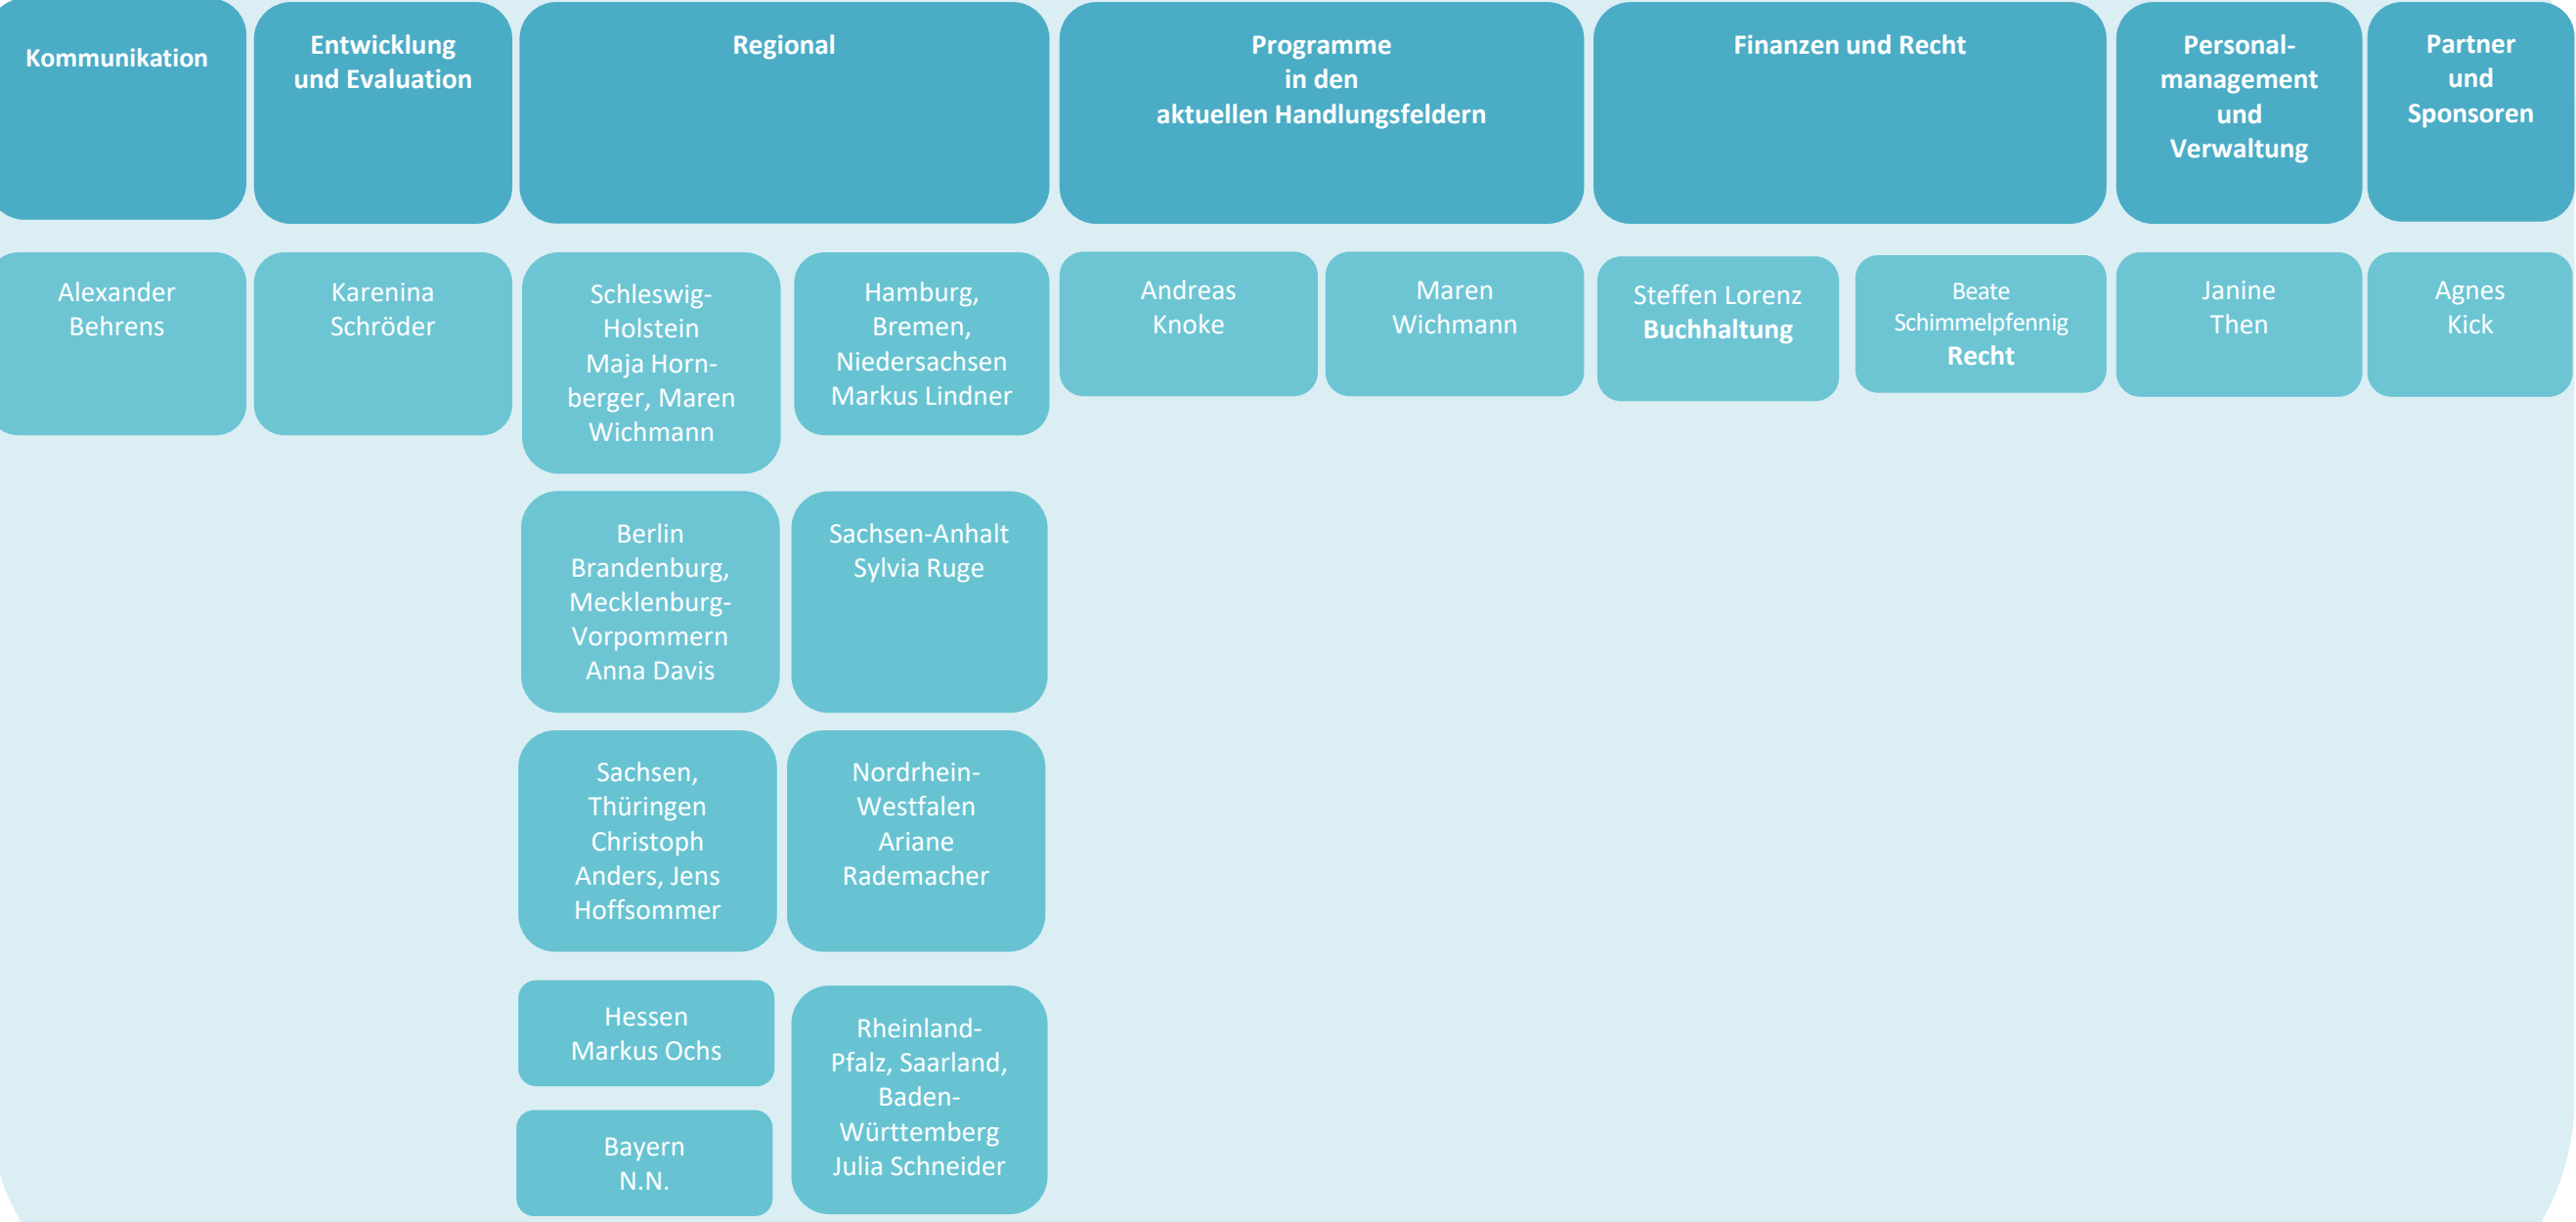 Kommunikation
Entwicklung
und Evaluation
Regional
Programme
in den
aktuellen Handlungsfeldern
Finanzen und Recht
Personal-
management
und
Verwaltung
Partner
und
Sponsoren
Alexander
Behrens
Karenina
Schröder
Schleswig-
Holstein
Maja Horn-
berger, Maren
Wichmann
Hamburg,
Bremen,
Niedersachsen
Markus Lindner
Andreas
Knoke
Maren
Wichmann
Steffen Lorenz
Buchhaltung
Beate
Schimmelpfennig
Recht
Janine
Then
Agnes
Kick
Berlin
Brandenburg,
Mecklenburg-
Vorpommern
Anna Davis
Sachsen-Anhalt
Sylvia Ruge
Sachsen,
Thüringen
Christoph
Anders, Jens
Hoffsommer
Nordrhein-
Westfalen
Ariane
Rademacher
Hessen
Markus Ochs
Rheinland-
Pfalz, Saarland,
Baden-
Württemberg
Julia Schneider
Bayern
N.N.